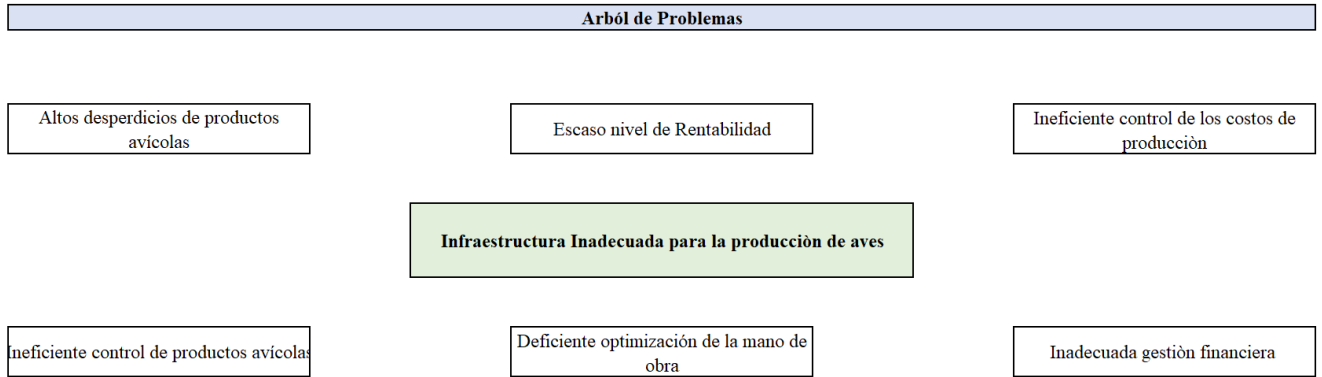 Arból de Problemas
Altos desperdicios de productos
avícolas
Escaso nivel de Rentabilidad
Ineficiente control de los costos de
producciòn
Infraestructura Inadecuada para la producciòn de aves
Ineficiente control de productos avícolas
Deficiente optimización de la mano de
obra
Inadecuada gestiòn financiera